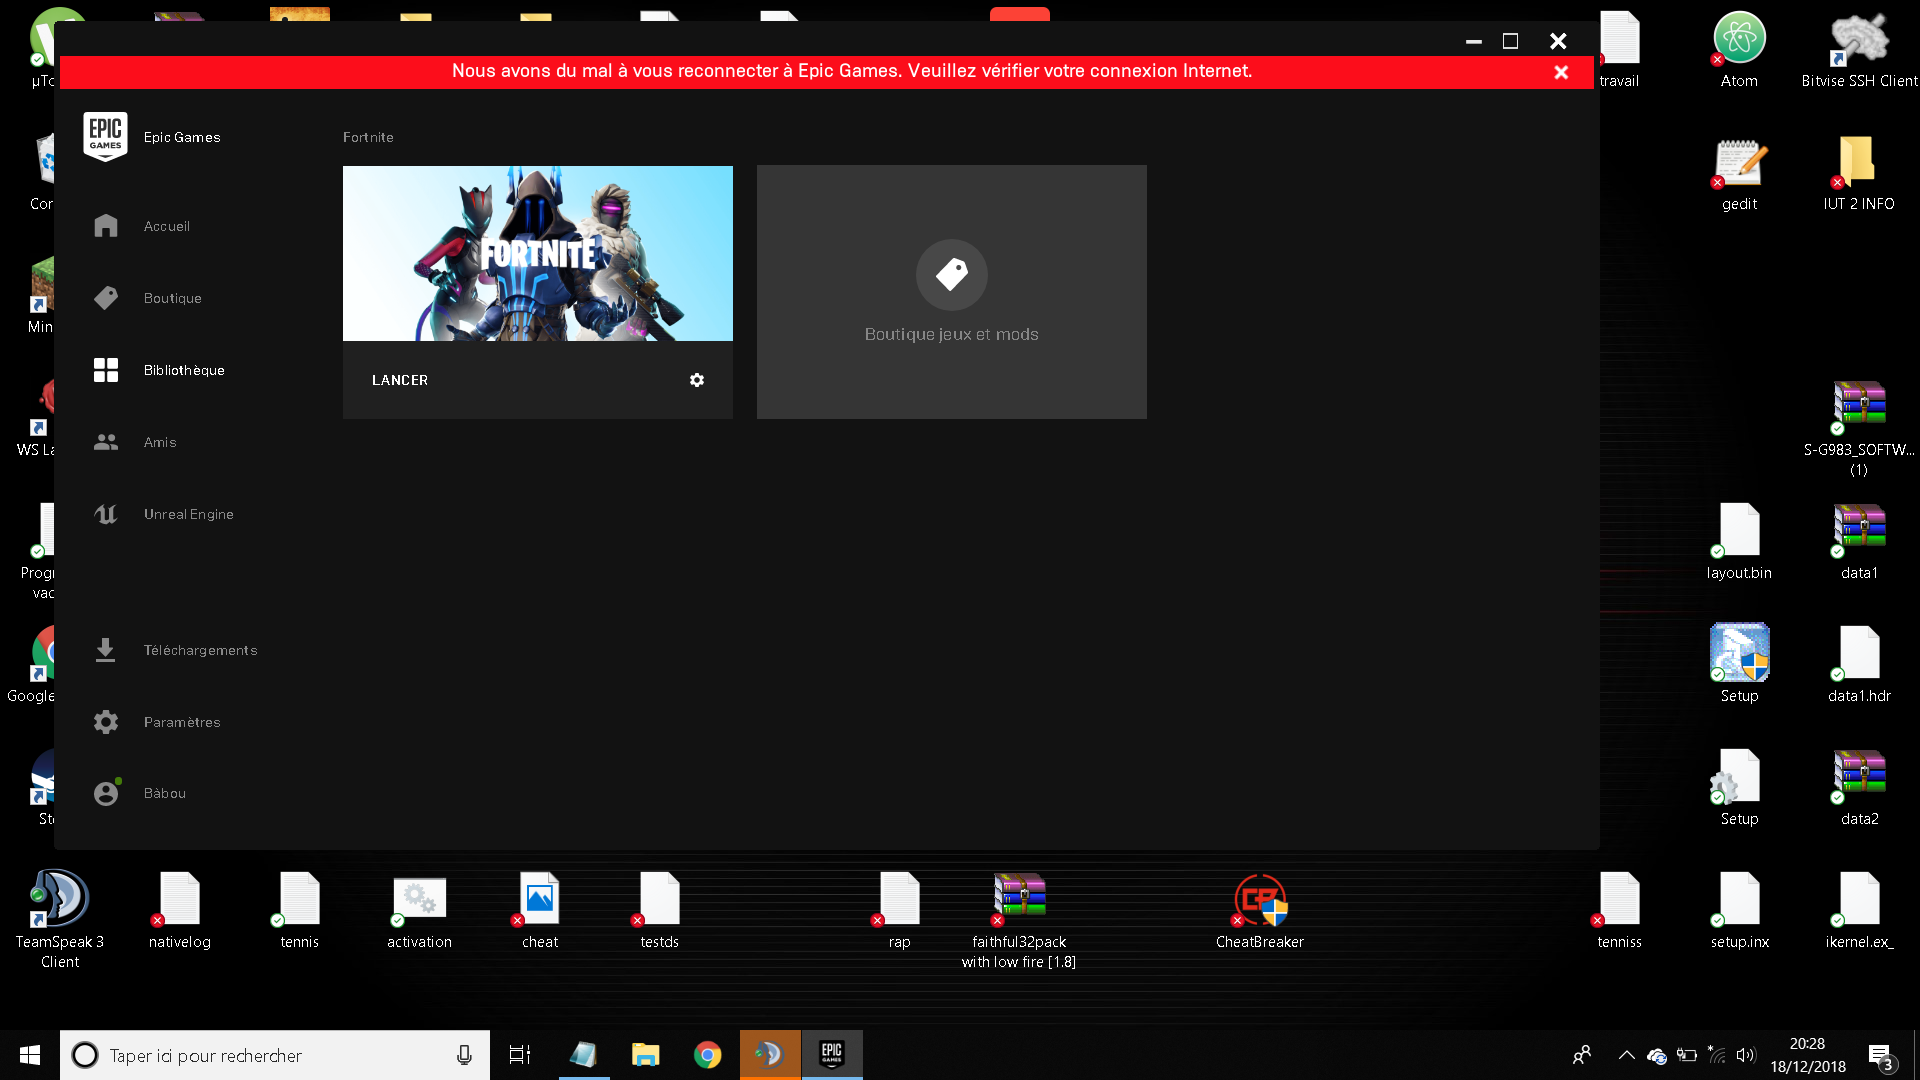 Nous avons du mal à vous reconnecter à Epic Games. Veuillez vérifier votre connexion Internet.
EPIC
GAMES
Epic Games
Fortnite
Accueil
Boutique
Bibliothèque
Amis
Unreal Engine
Téléchargements
Paramètres
Bàbou
FORTNITE
LANCER
Boutique jeux et mods
µTo
Cor
Min
WS La
Progr
vac
Google
Ste
travail
Atom
Bitvise SSH Client
gedit
IUT 2 INFO
S-G983_SOFTW...
(1)
layout.bin
data1
Setup
data1.hdr
Setup
data2
TeamSpeak 3
Client
nativelog
tennis
activation
cheat
testds
rap
faithful32pack
with low fire [1.8]
CheatBreaker
tenniss
setup.inx
ikernel.ex_
Taper ici pour rechercher
EPIC
GAMES
20:28
18/12/2018
3